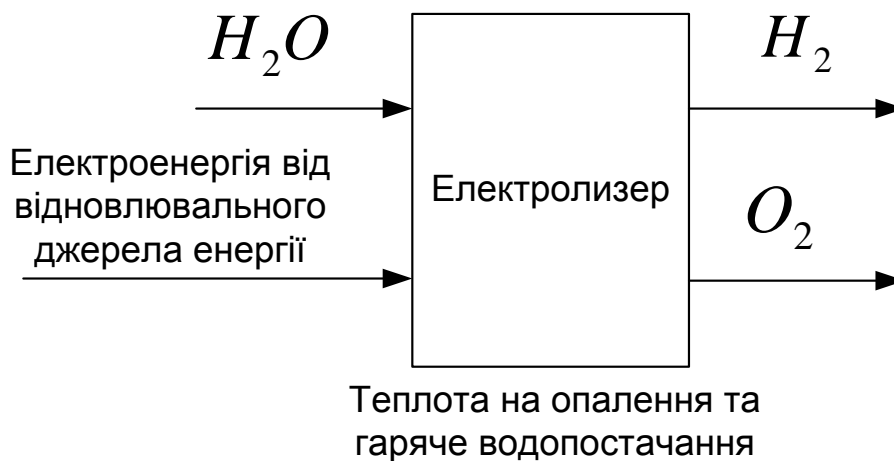 H₂O
H₂
Електроенергія від
відновлювального
джерела енергії
Електролизер
O₂
Теплота на опалення та
гаряче водопостачання